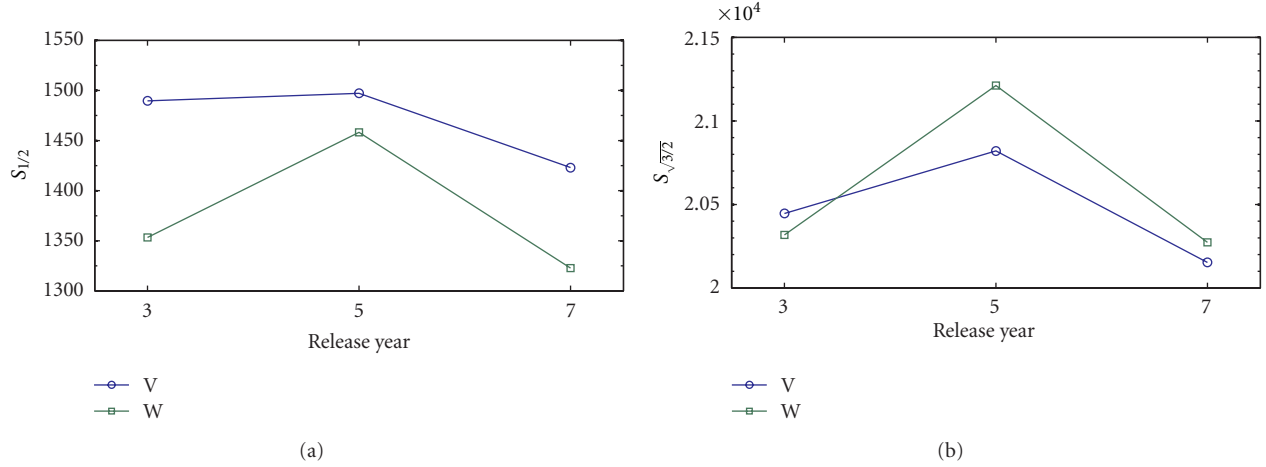 1550
1500
1450
1400
1350
1300
S1/2
3 5 7
Release year
V
W
(a)
×10⁴
2.15
2.1
2.05
2
S√3/2
3 5 7
Release year
V
W
(b)